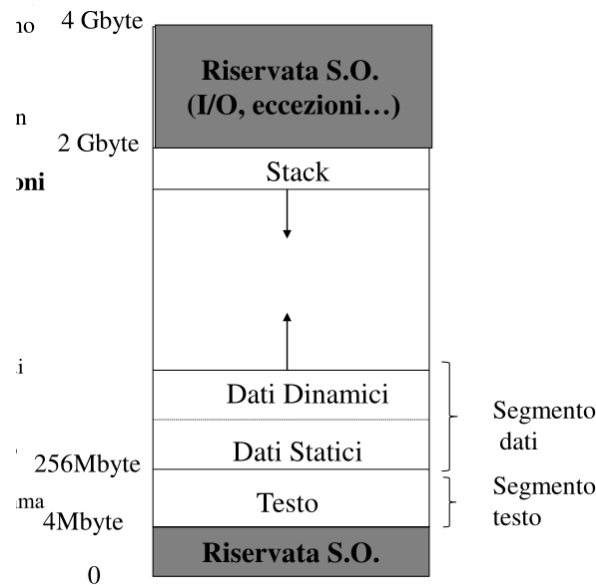 4 Gbyte
Riservata S.O.
(I/O, eccezioni…)
2 Gbyte
Stack
Dati Dinamici
Segmento
dati
Dati Statici
256Mbyte
Segmento
testo
Testo
4Mbyte
Riservata S.O.
0